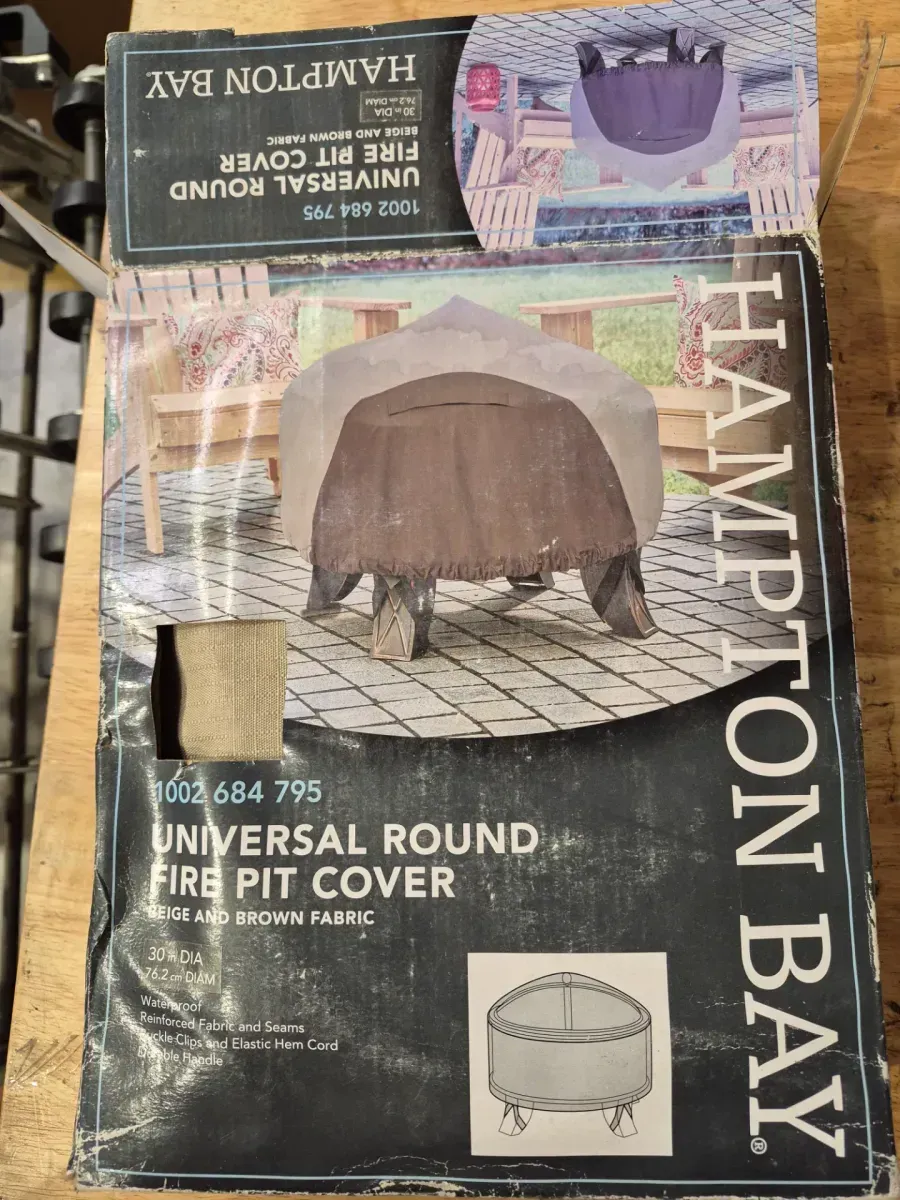 HAMPTON BAY®
30 in DIA
76.2 cm DIAM
BEIGE AND BROWN FABRIC
UNIVERSAL ROUND
FIRE PIT COVER
1002 684 795
HAMPTON BAY®
1002 684 795
UNIVERSAL ROUND
FIRE PIT COVER
BEIGE AND BROWN FABRIC
30 in DIA
76.2 cm DIAM
Waterproof
Reinforced Fabric and Seams
Buckle Clips and Elastic Hem Cord
Durable Handle